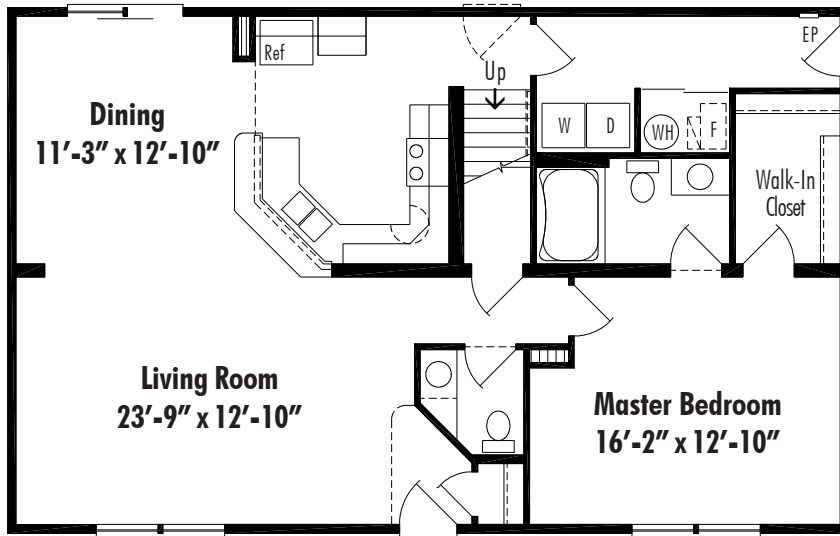 Ref
Up
EP
Dining
11’-3” x 12’-10”
W
D
WH
F
Walk-In
Closet
Living Room
23’-9” x 12’-10”
Master Bedroom
16’-2” x 12’-10”